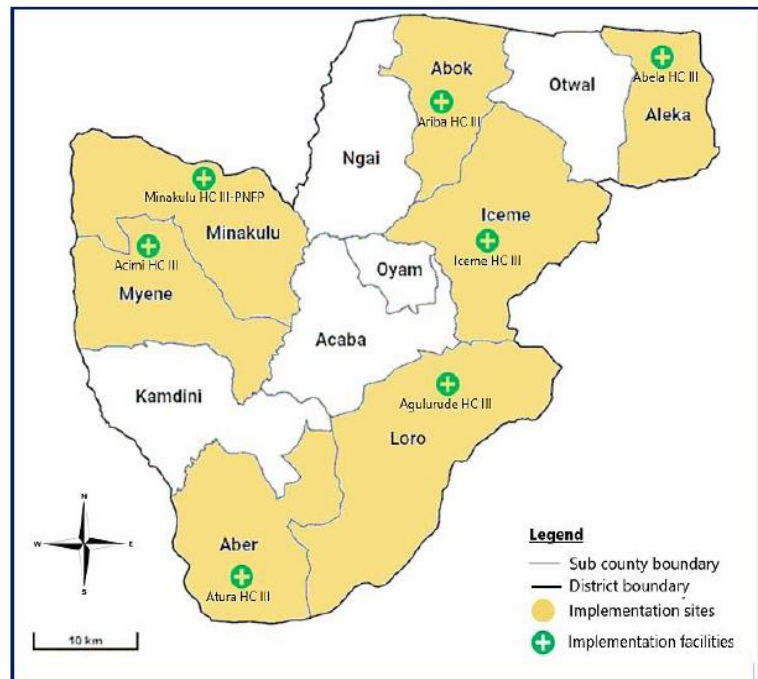 Abok
Ariba HC III
Otwal
Abela HC III
Aleka
Ngai
Minakulu HC III-PNFP
Minakulu
Iceme
Iceme HC III
Acimi HC III
Myene
Oyam
Acaba
Kamdini
Agulurude HC III
Loro
Aber
Atura HC III
N
W E
S
10 km
Legend
Sub county boundary
District boundary
Implementation sites
Implementation facilities